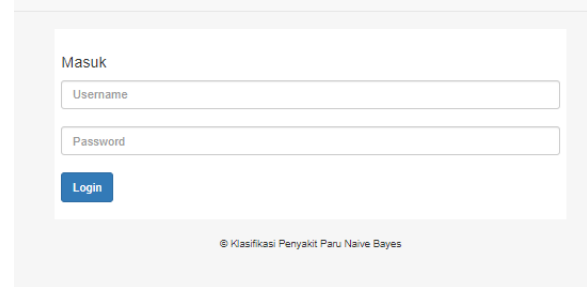 Masuk
Username
Password
Login
© Klasifikasi Penyakit Paru Naive Bayes